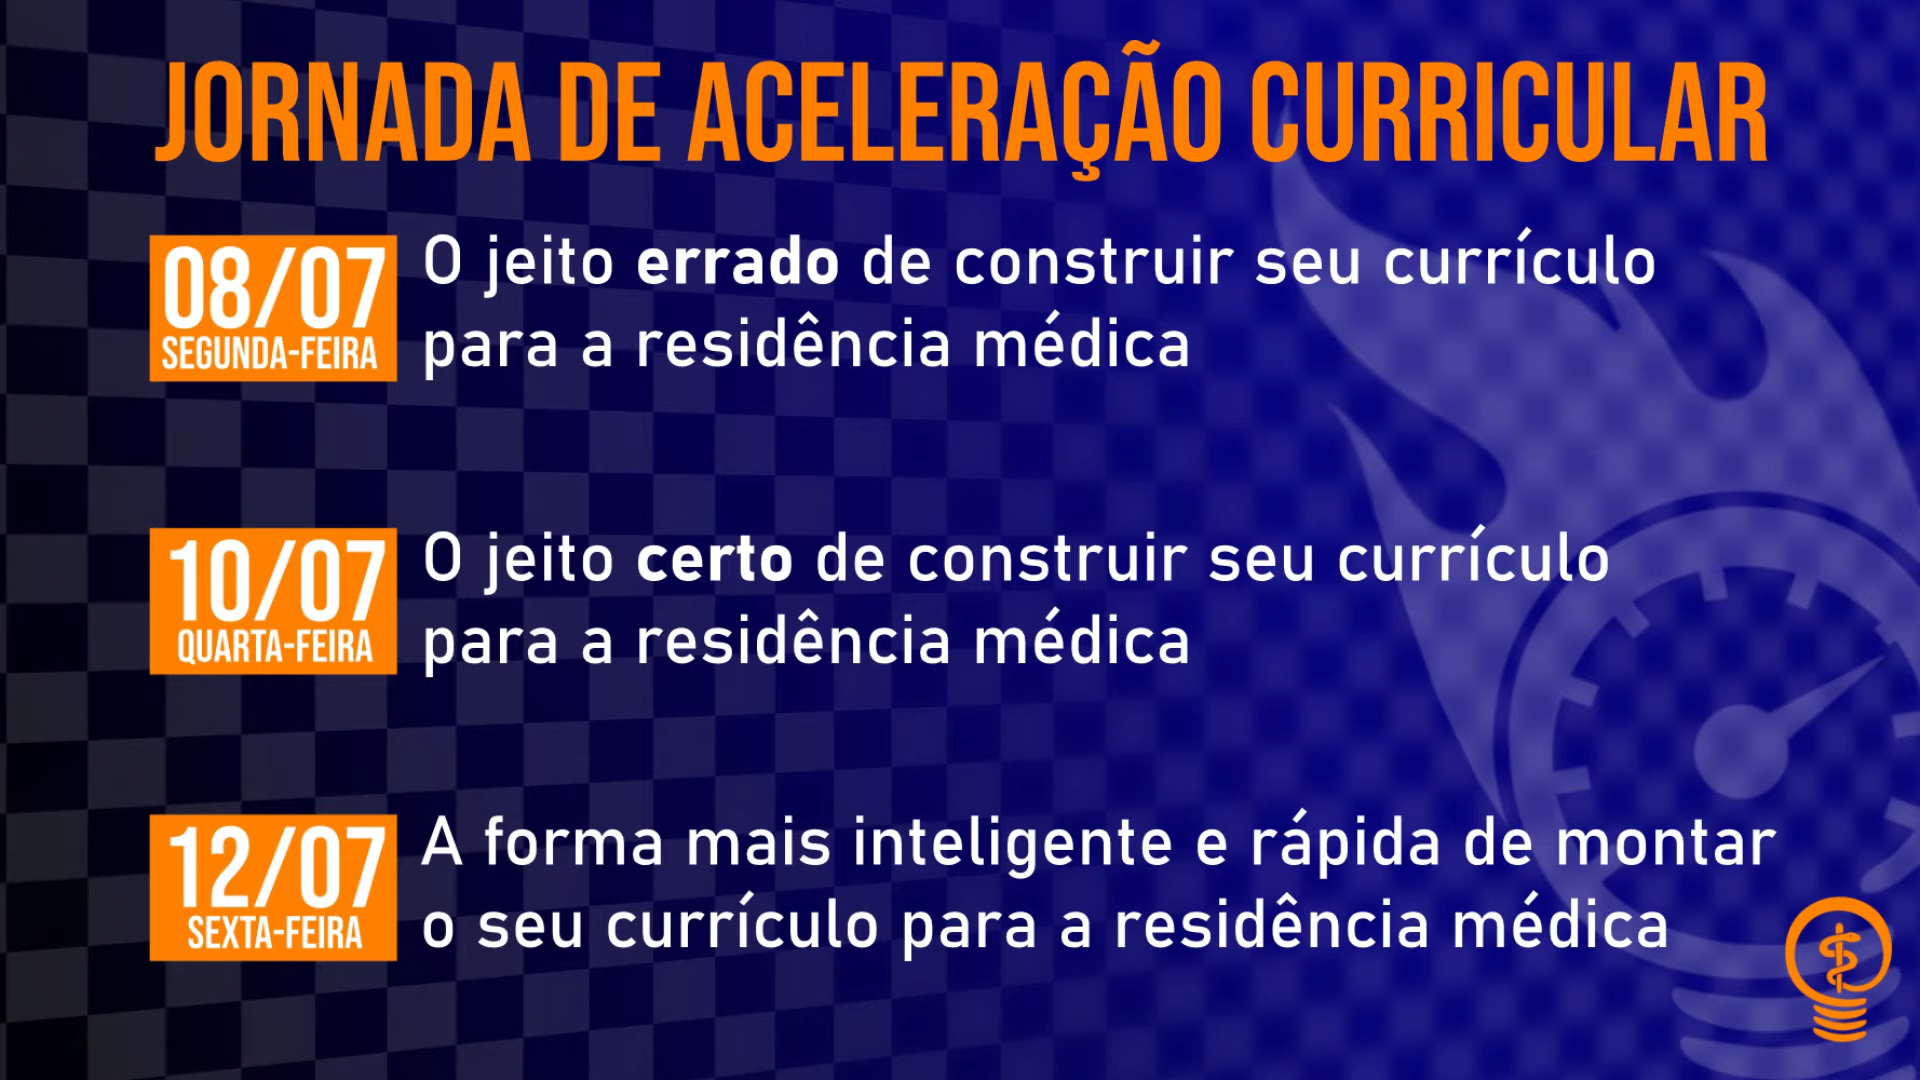 JORNADA DE ACELERAÇÃO CURRICULAR
08/07
SEGUNDA-FEIRA
O jeito errado de construir seu currículo
para a residência médica
10/07
QUARTA-FEIRA
O jeito certo de construir seu currículo
para a residência médica
12/07
SEXTA-FEIRA
A forma mais inteligente e rápida de montar
o seu currículo para a residência médica